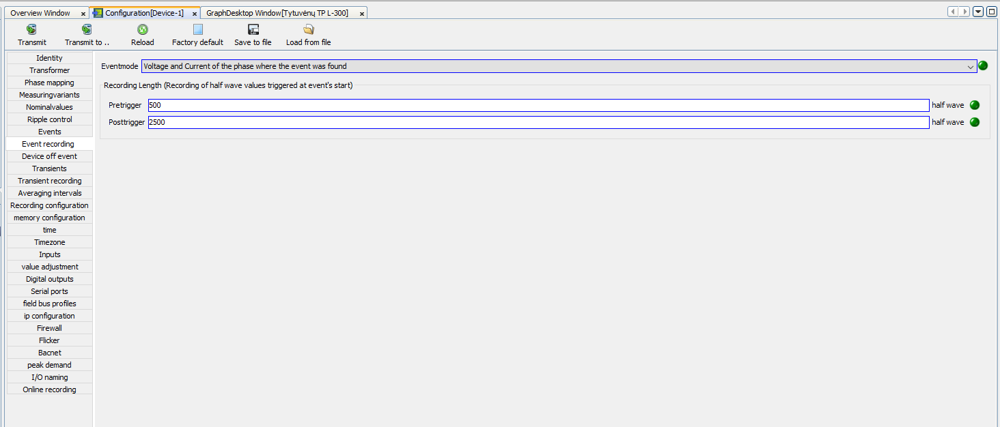 Overview Window
Configuration[Device-1]
GraphDesktop Window[Tytuvėnų TP L-300]
Transmit
Transmit to ..
Reload
Factory default
Save to file
Load from file
Identity
Transformer
Phase mapping
Measuringvariants
Nominalvalues
Ripple control
Events
Event recording
Device off event
Transients
Transient recording
Averaging intervals
Recording configuration
memory configuration
time
Timezone
Inputs
value adjustment
Digital outputs
Serial ports
field bus profiles
ip configuration
Firewall
Flicker
Bacnet
peak demand
I/O naming
Online recording
Eventmode Voltage and Current of the phase where the event was found
Recording Length (Recording of half wave values triggered at event's start)
Pretrigger 500 half wave
Posttrigger 2500 half wave